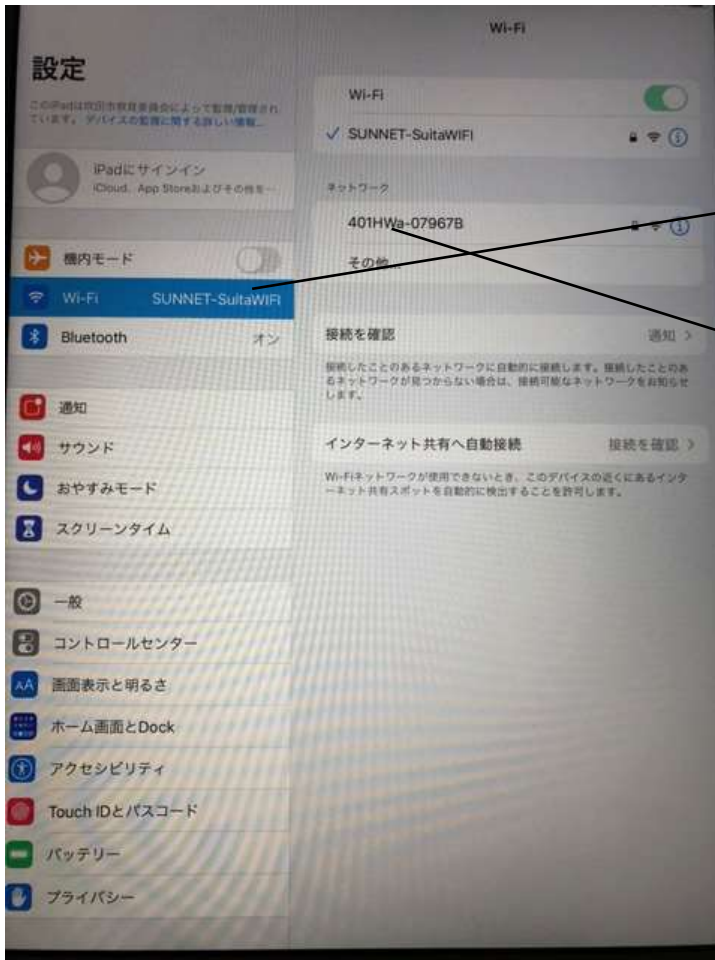 Wi-Fi
設定
このiPadは吹田市教育委員会によって監視/管理され
ています。デバイスの監視に関する詳しい情報...
iPadにサインイン
iCloud、App Storeおよびその他を…
機内モード
Wi-Fi SUNNET-SuitaWIFI
Bluetooth オン
通知
サウンド
おやすみモード
スクリーンタイム
一般
コントロールセンター
AA 画面表示と明るさ
ホーム画面とDock
アクセシビリティ
Touch IDとパスコード
バッテリー
プライバシー
Wi-Fi
SUNNET-SuitaWIFI
ネットワーク
401HWa-07967B
その他...
接続を確認 通知
接続したことのあるネットワークに自動的に接続します。接続したことのあ
るネットワークが見つからない場合は、接続可能なネットワークをお知らせ
します。
インターネット共有へ自動接続 接続を確認
Wi-Fiネットワークが使用できないとき、このデバイスの近くにあるインタ
ーネット共有スポットを自動的に検出することを許可します。